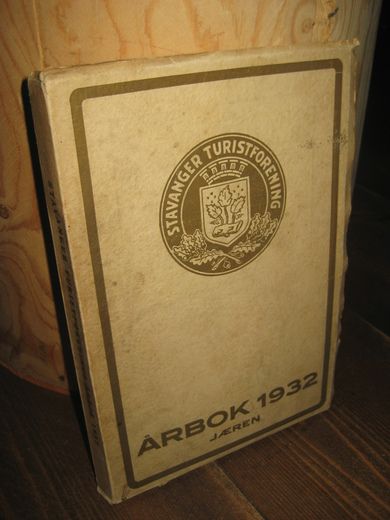 STAVANGER TURISTFORENING
ÅRBOK 1932
JÆREN